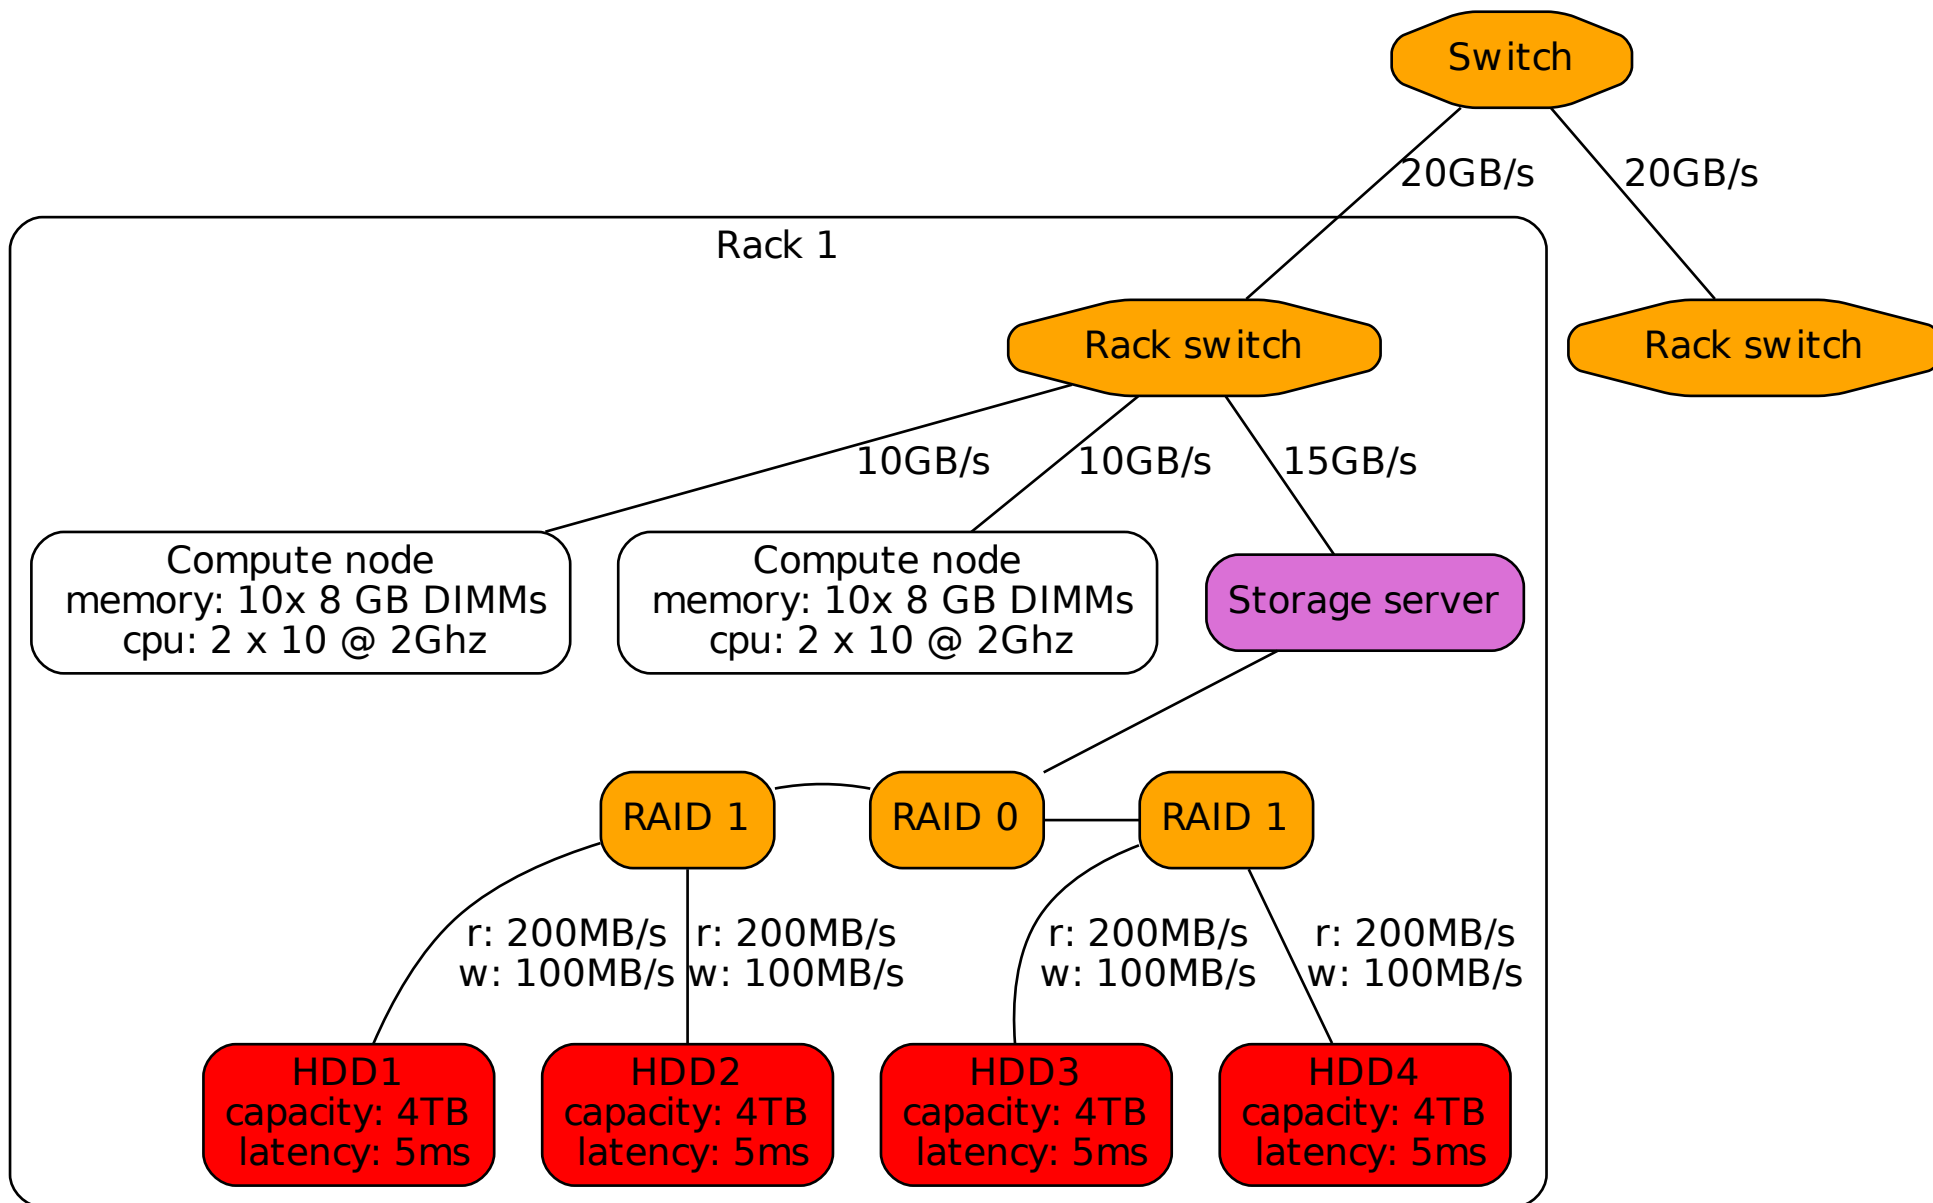 Switch
20GB/s
20GB/s
Rack 1
Rack switch
Rack switch
10GB/s
10GB/s
15GB/s
Compute node
memory: 10x 8 GB DIMMs
cpu: 2 x 10 @ 2Ghz
Compute node
memory: 10x 8 GB DIMMs
cpu: 2 x 10 @ 2Ghz
Storage server
RAID 1
RAID 0
RAID 1
r: 200MB/s
w: 100MB/s
r: 200MB/s
w: 100MB/s
r: 200MB/s
w: 100MB/s
r: 200MB/s
w: 100MB/s
HDD1
capacity: 4TB
latency: 5ms
HDD2
capacity: 4TB
latency: 5ms
HDD3
capacity: 4TB
latency: 5ms
HDD4
capacity: 4TB
latency: 5ms